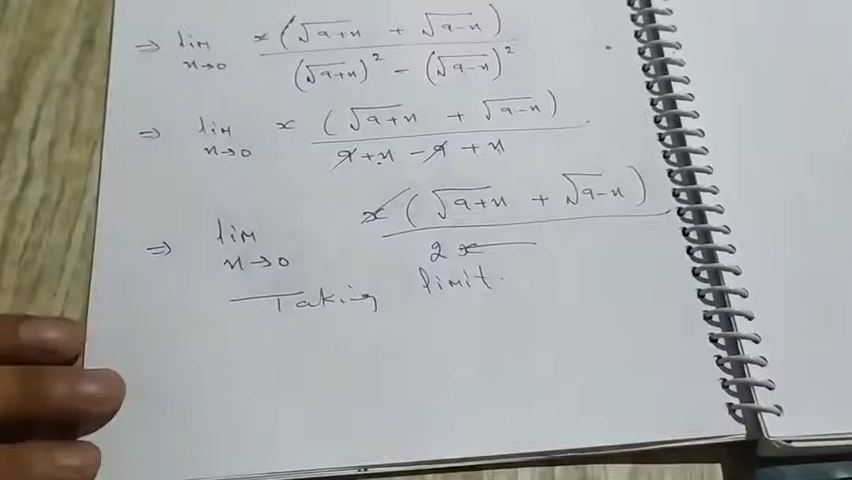 ⇒ lim x→0 x(√a+x + √a-x) / (√a+x)² - (√a-x)²
⇒ lim x→0 x (√a+x + √a-x) / a+x - a + x
⇒ lim x→0 x (√a+x + √a-x) / 2x
Taking limit.